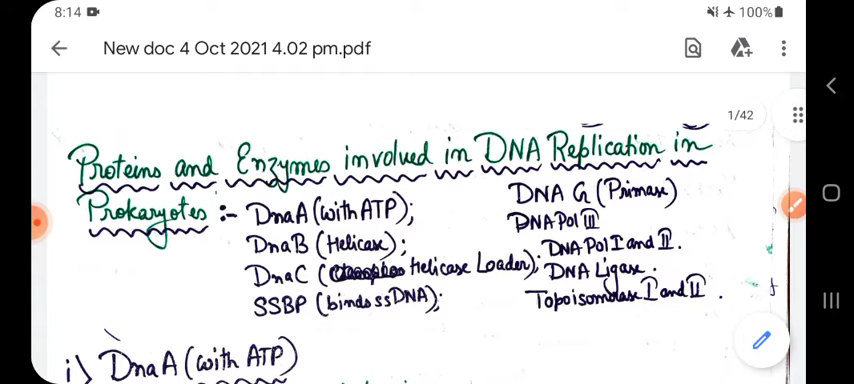 8:14 100%
New doc 4 Oct 2021 4.02 pm.pdf
1/42
Proteins and Enzymes involved in DNA Replication in
Prokaryotes :- DnaA (with ATP); DNA G (Primase)
DnaB (Helicase); DNA Pol III
DnaC (Helicase Loader); DNA Pol I and II.
SSBP (binds ssDNA); DNA Ligase.
Topoisomerase I and II.
i) DnaA (with ATP)